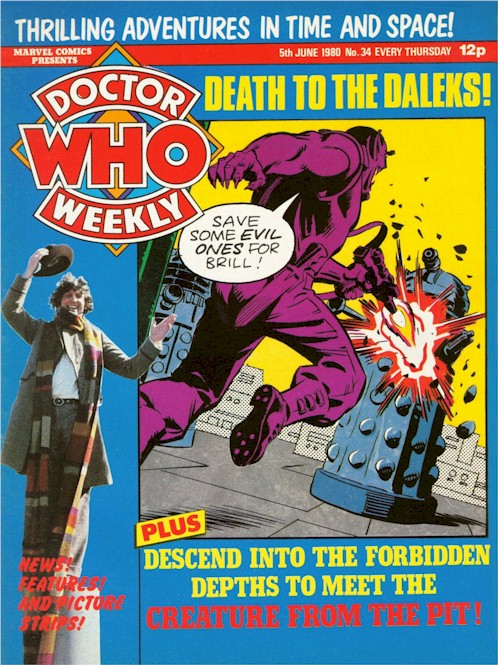 THRILLING ADVENTURES IN TIME AND SPACE!
MARVEL COMICS
PRESENTS
5th JUNE 1980 No. 34 EVERY THURSDAY 12p
DOCTOR
WHO
WEEKLY
DEATH TO THE DALEKS!
SAVE
SOME EVIL
ONES FOR
BRILL!
NEWS!
FEATURES!
AND PICTURE
STRIPS!
PLUS
DESCEND INTO THE FORBIDDEN
DEPTHS TO MEET THE
CREATURE FROM THE PIT!